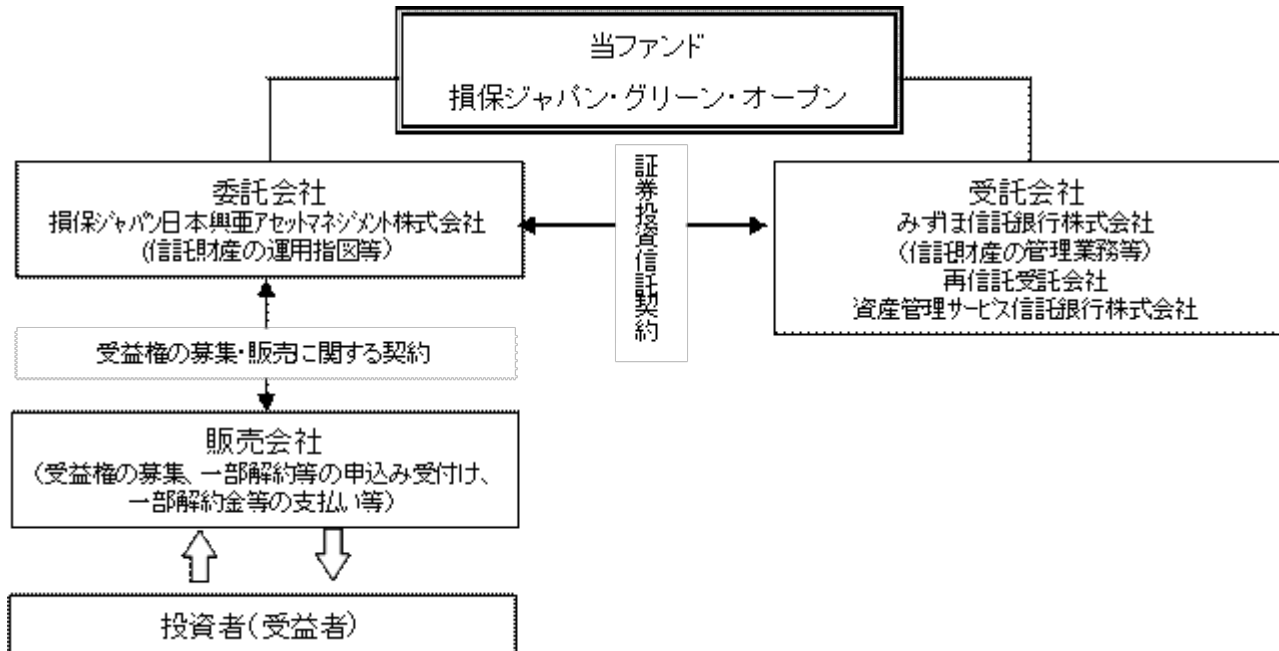 当ファンド
損保ジャパン・グリーン・オープン
委託会社
損保ジャパン日本興亜アセットマネジメント株式会社
(信託財産の運用指図等)
証券投資信託契約
受託会社
みずほ信託銀行株式会社
(信託財産の管理業務等)
再信託受託会社
資産管理サービス信託銀行株式会社
受益権の募集・販売に関する契約
販売会社
(受益権の募集、一部解約等の申込み受付け、
一部解約金等の支払い等)
投資者(受益者)